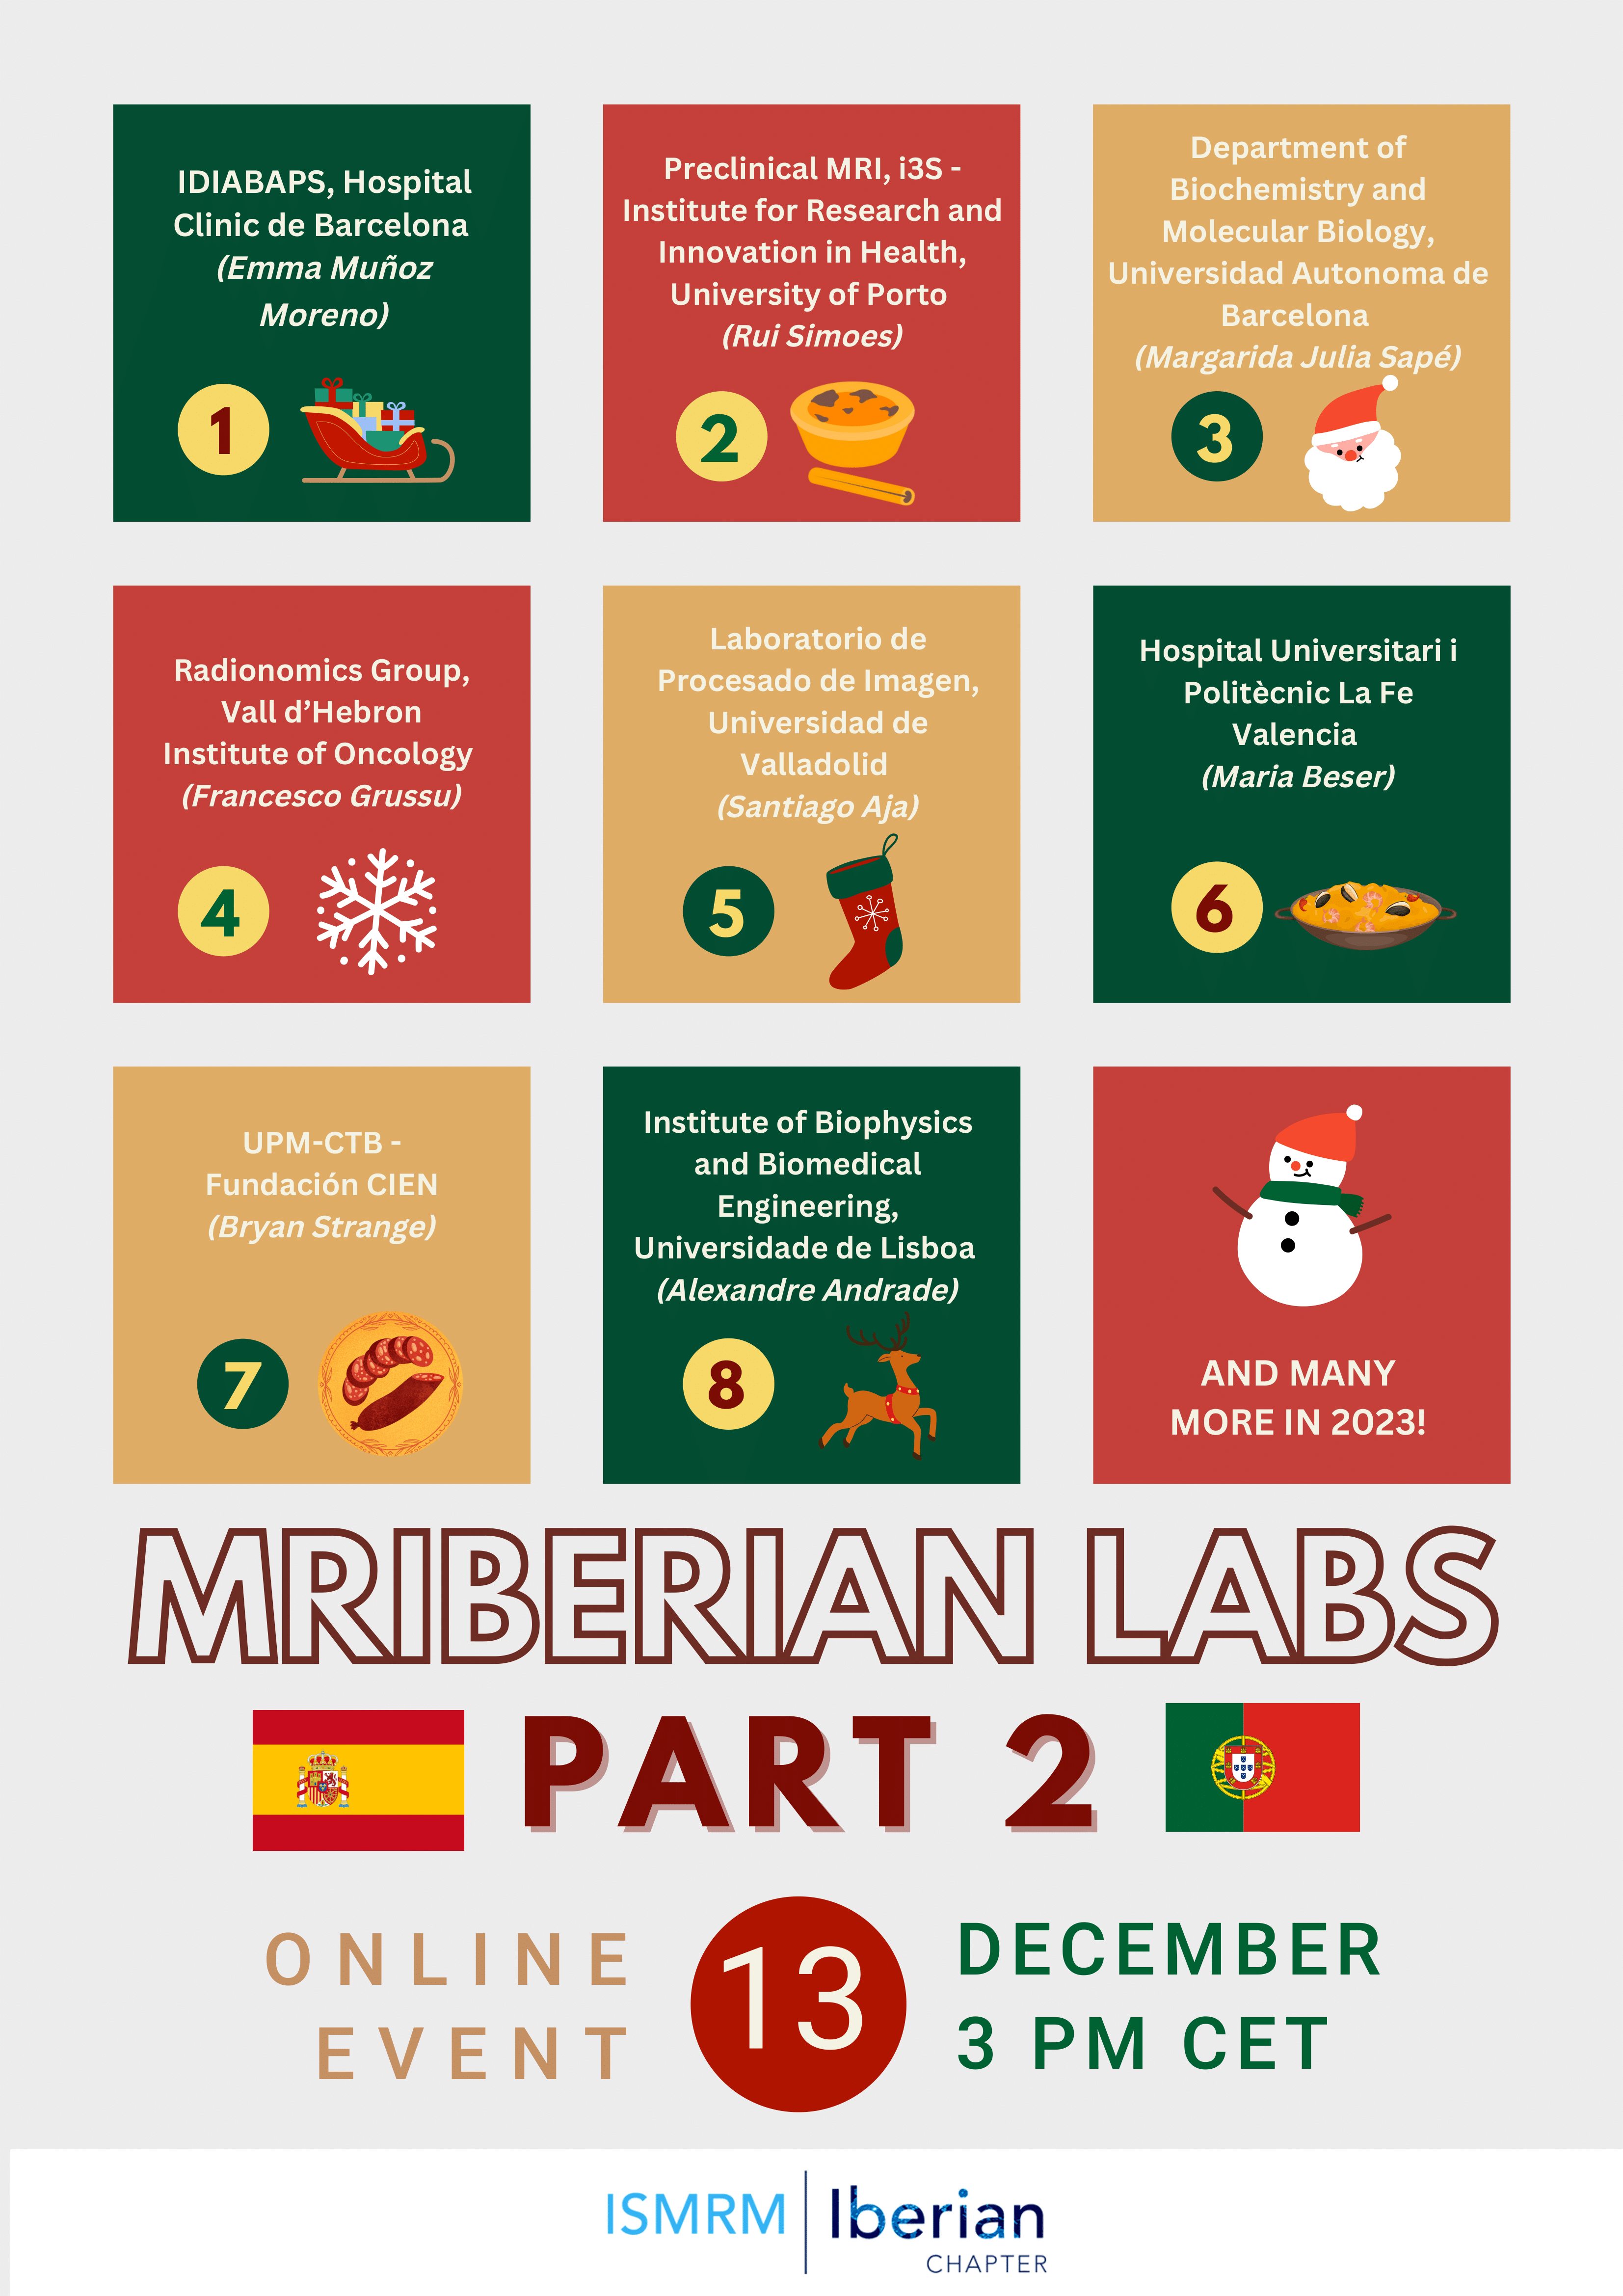 IDIABAPS, Hospital
Clinic de Barcelona
(Emma Muñoz
Moreno)
1
Preclinical MRI, i3S -
Institute for Research and
Innovation in Health,
University of Porto
(Rui Simoes)
2
Department of
Biochemistry and
Molecular Biology,
Universidad Autonoma de
Barcelona
(Margarida Julia Sapé)
3
Radionomics Group,
Vall d’Hebron
Institute of Oncology
(Francesco Grussu)
4
Laboratorio de
Procesado de Imagen,
Universidad de
Valladolid
(Santiago Aja)
5
Hospital Universitari i
Politècnic La Fe
Valencia
(Maria Beser)
6
UPM-CTB -
Fundación CIEN
(Bryan Strange)
7
Institute of Biophysics
and Biomedical
Engineering,
Universidade de Lisboa
(Alexandre Andrade)
8
AND MANY
MORE IN 2023!
MRIBERIAN LABS
PART 2
ONLINE
EVENT
13
DECEMBER
3 PM CET
ISMRM Iberian
CHAPTER